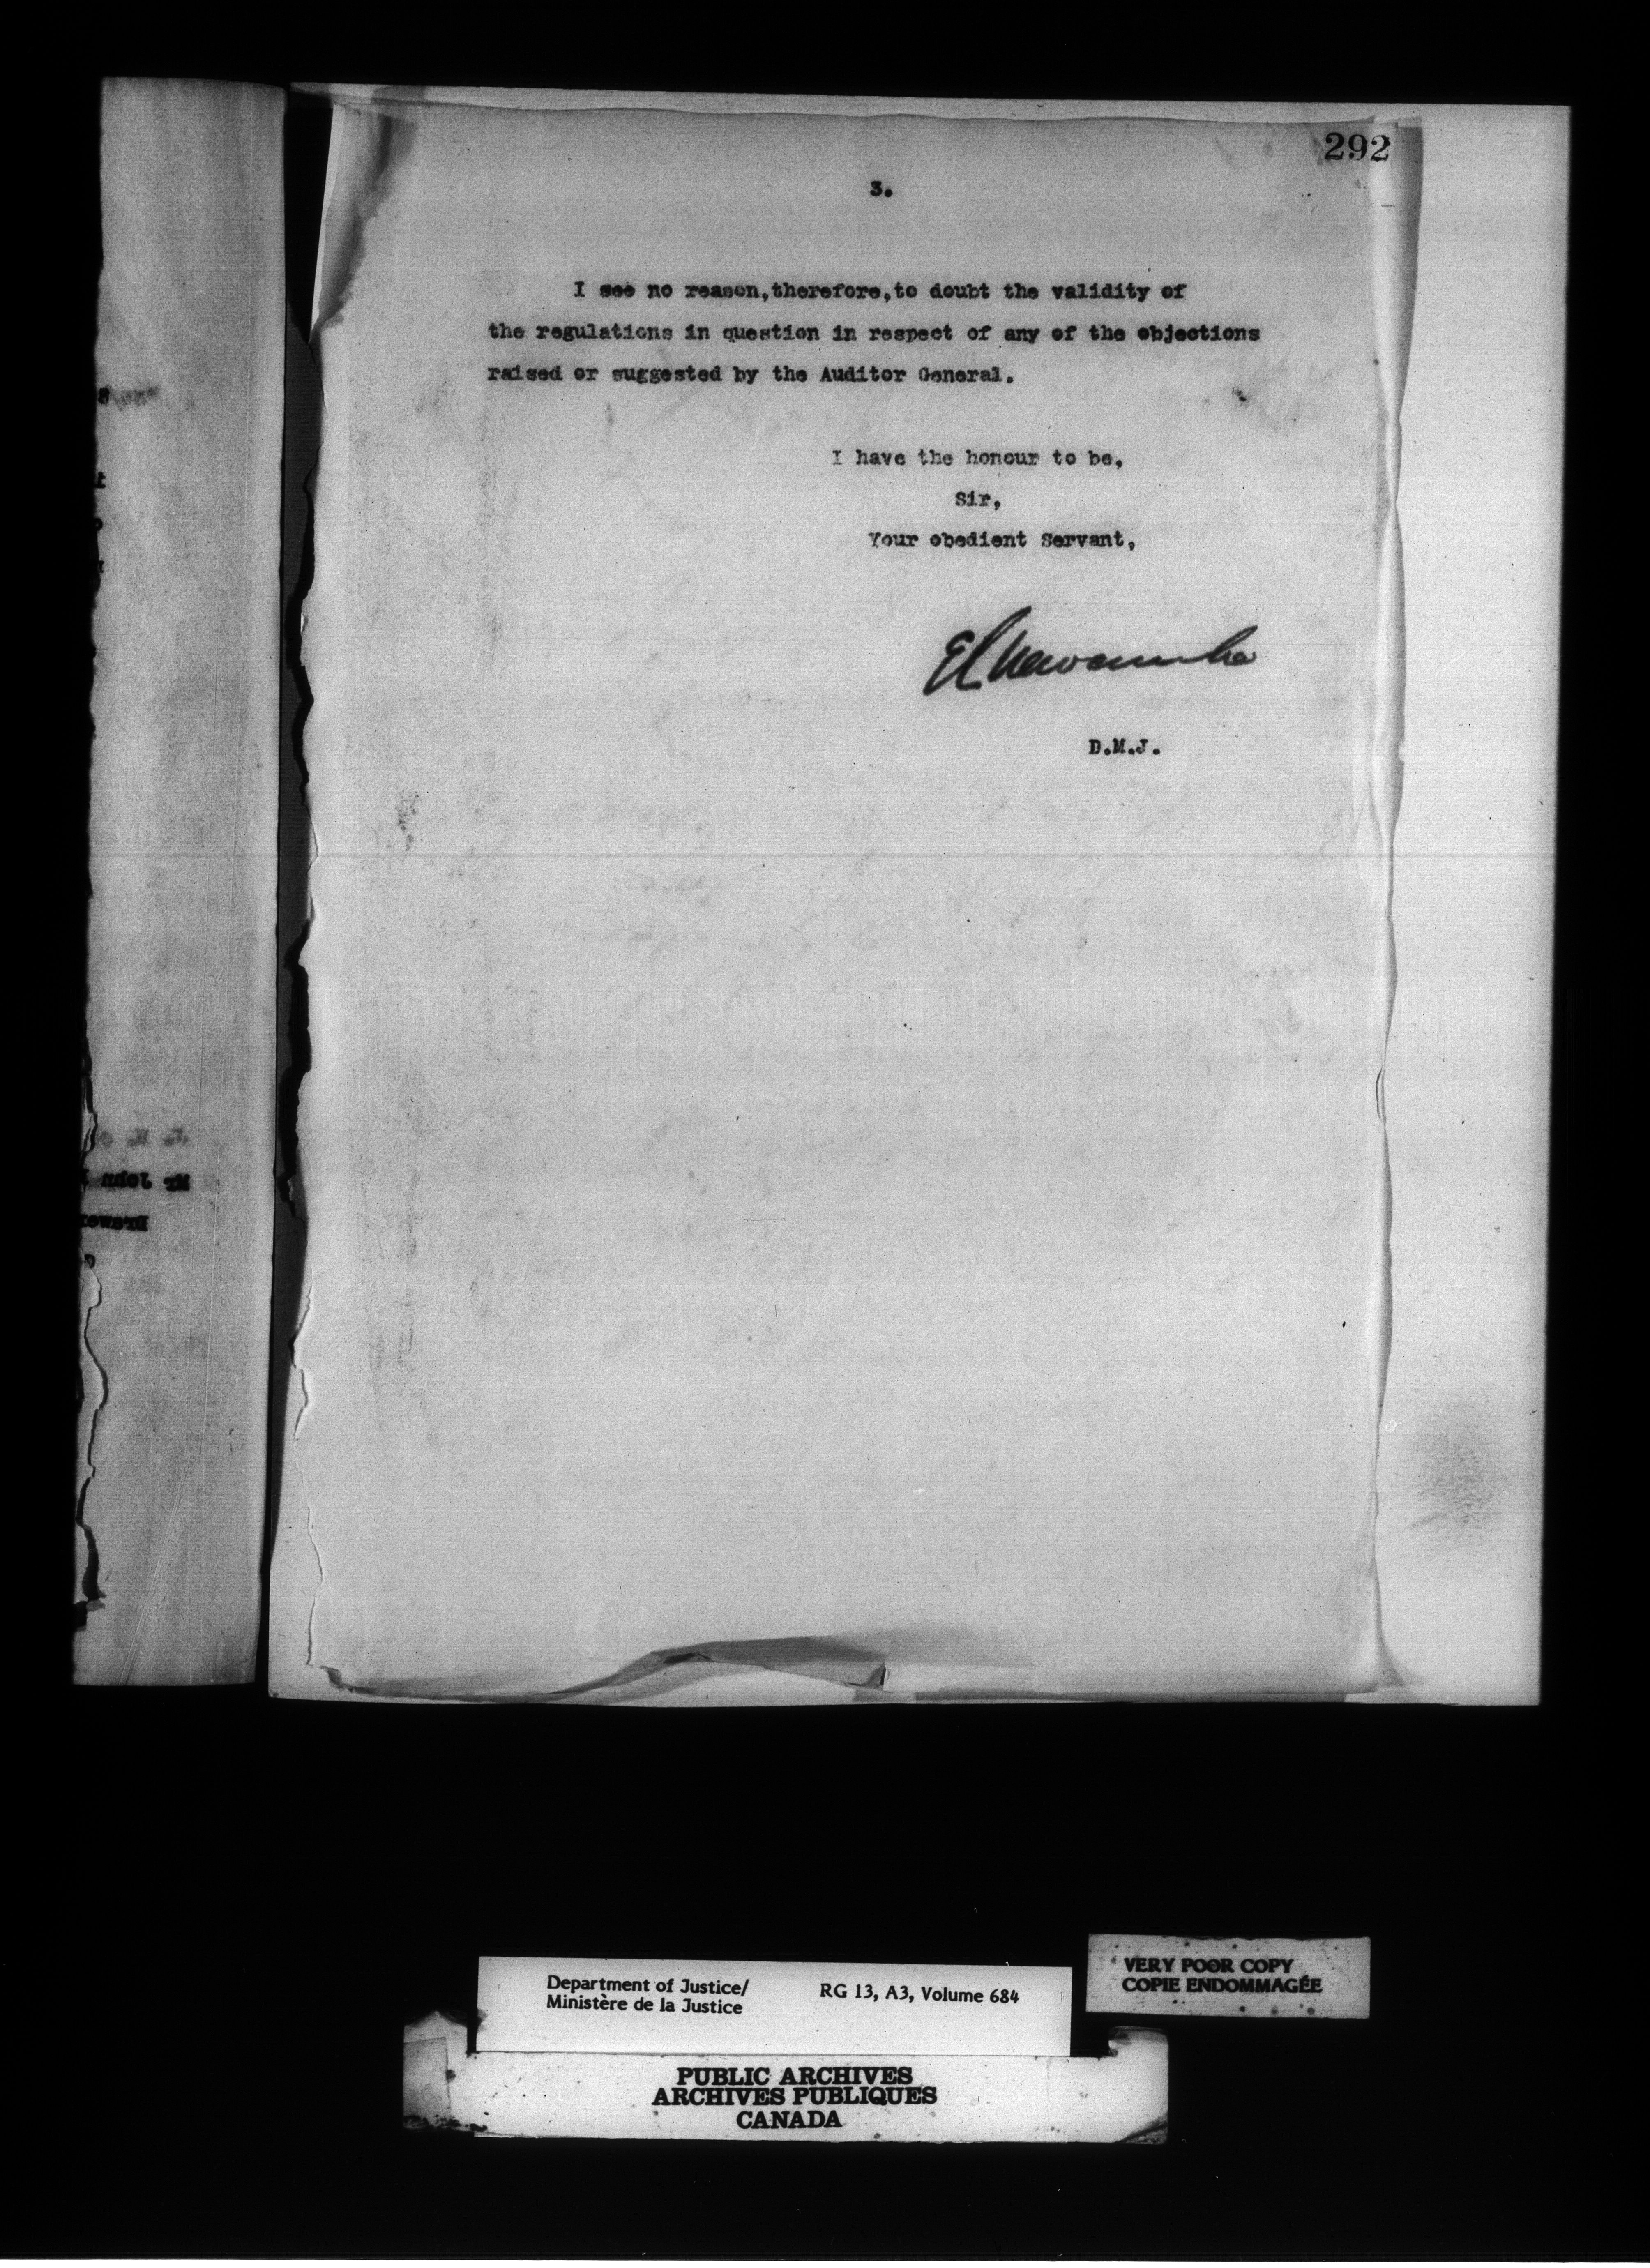 292
3.
I see no reason,therefore,to doubt the validity of
the regulations in question in respect of any of the objections
raised or suggested by the Auditor General.
I have the honour to be,
Sir,
Your obedient Servant,
E L Newcombe
D.M.J.
Mr John
Department of Justice/
Ministère de la Justice
RG 13, A3, Volume 684
VERY POOR COPY
COPIE ENDOMMAGÉE
PUBLIC ARCHIVES
ARCHIVES PUBLIQUES
CANADA